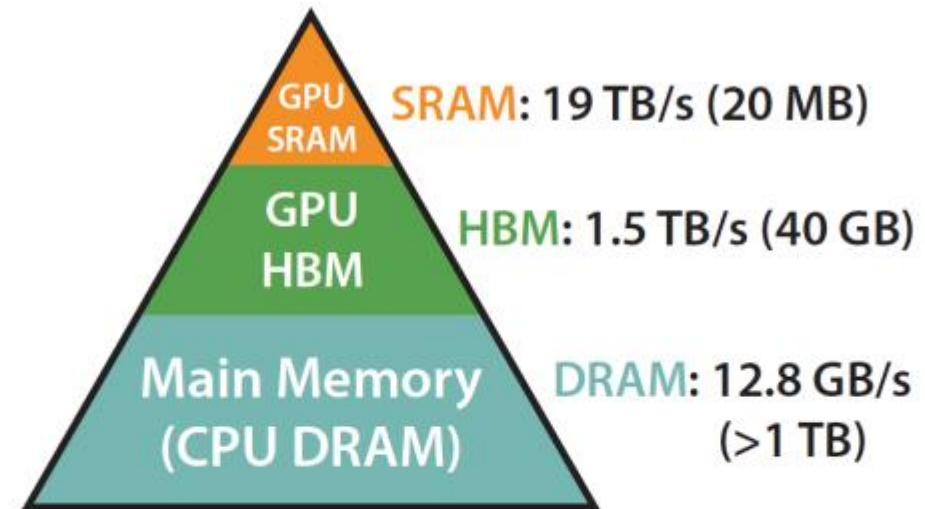 GPU
SRAM
SRAM: 19 TB/s (20 MB)
GPU
HBM
HBM: 1.5 TB/s (40 GB)
Main Memory
(CPU DRAM)
DRAM: 12.8 GB/s
(>1 TB)